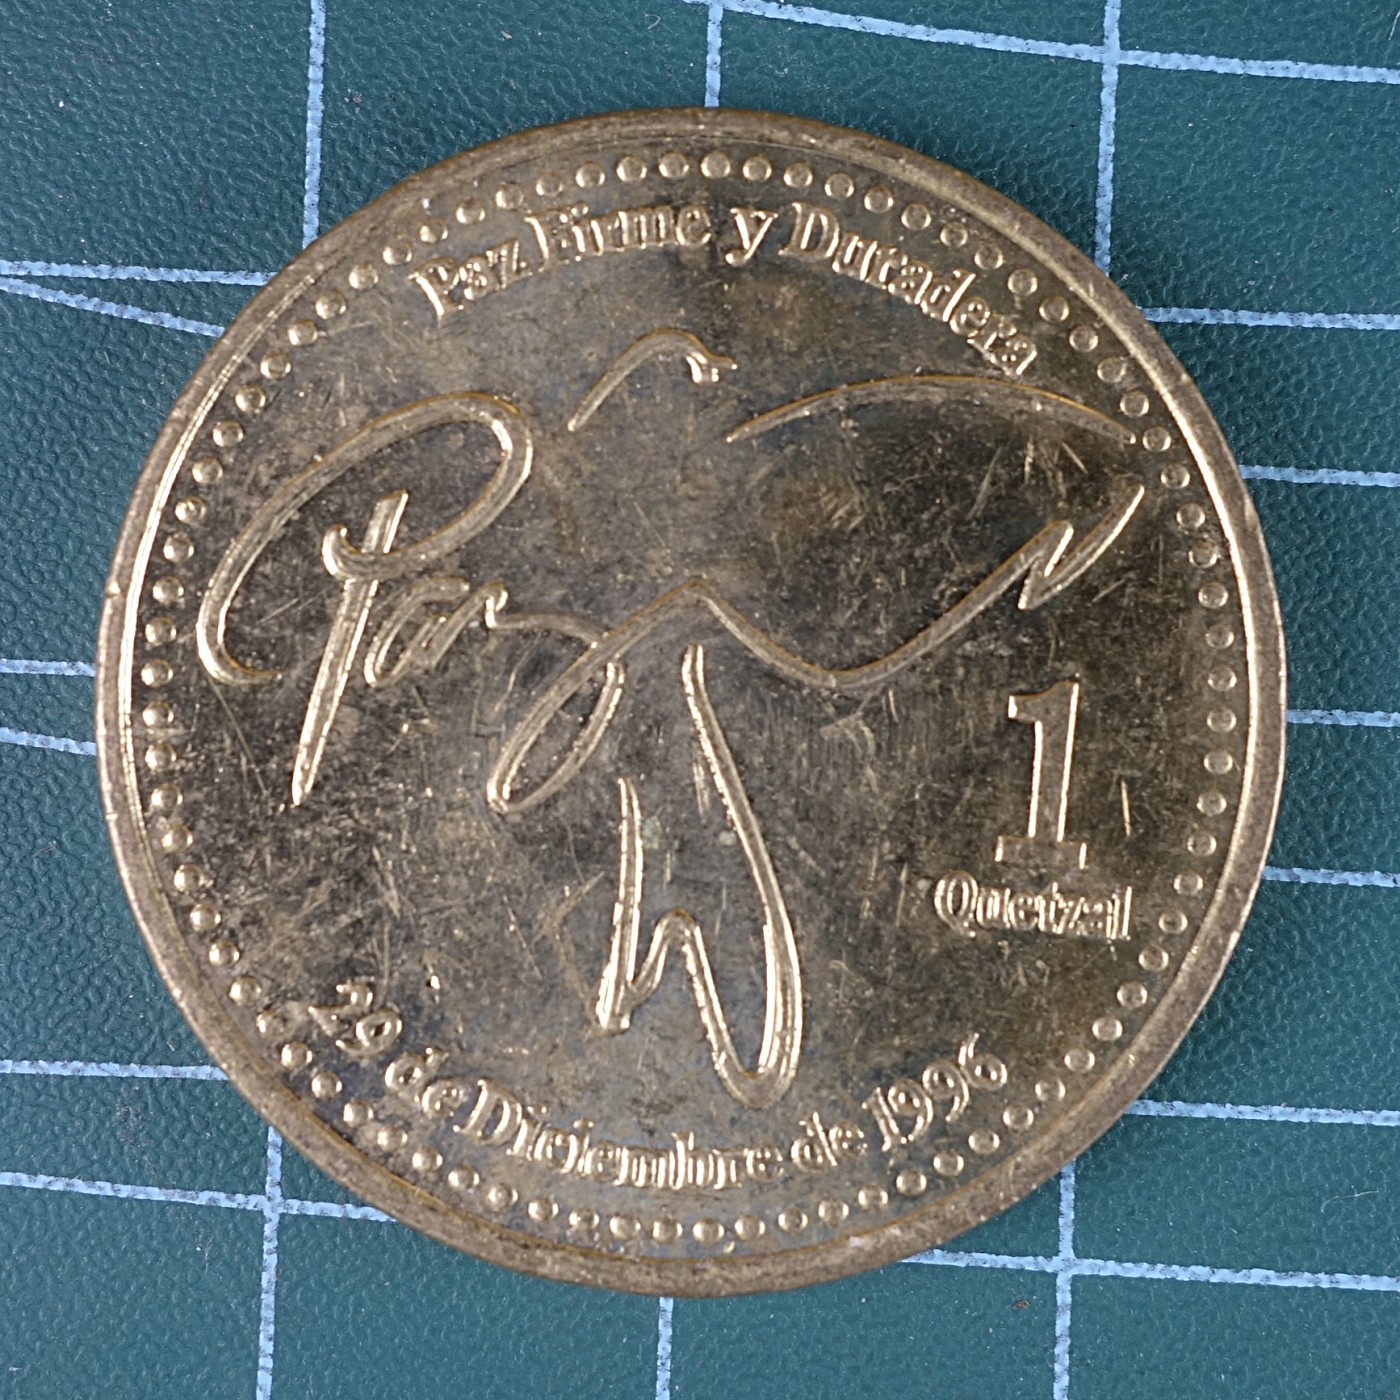 Paz Firme y Duradera
Paz
1
Quetzal
29 de Diciembre de 1996